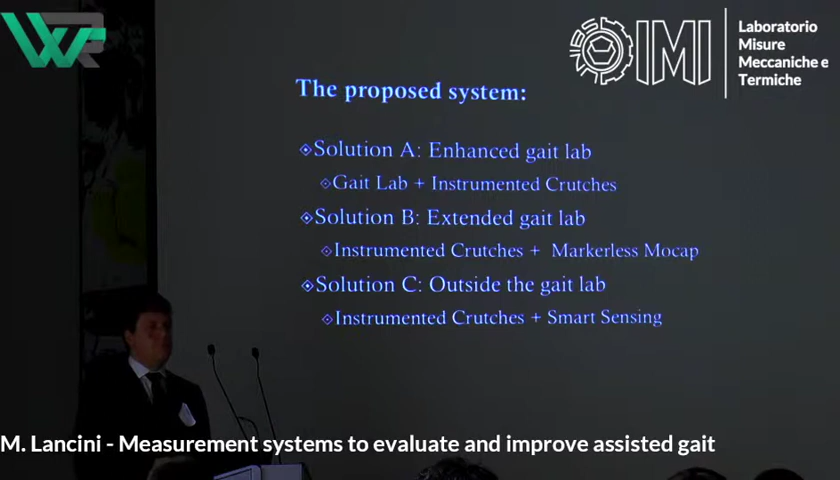 WR
MI
Laboratorio
Misure
Meccaniche e
Termiche
The proposed system:
Solution A: Enhanced gait lab
Gait Lab + Instrumented Crutches
Solution B: Extended gait lab
Instrumented Crutches + Markerless Mocap
Solution C: Outside the gait lab
Instrumented Crutches + Smart Sensing
M. Lancini - Measurement systems to evaluate and improve assisted gait